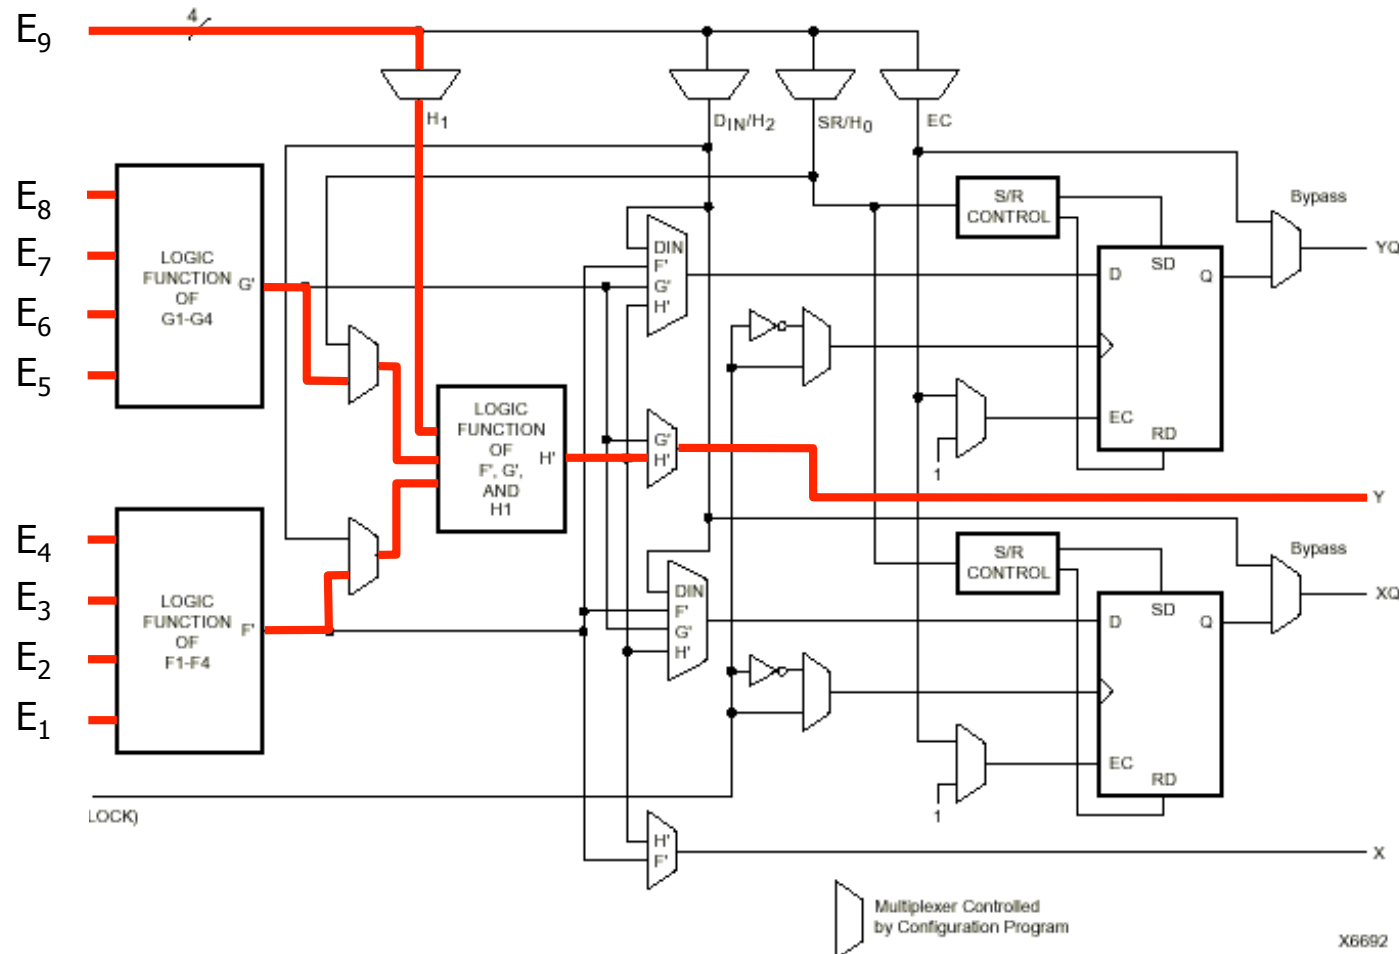 E9
4
H1
DIN/H2
SR/H0
EC
E8
E7
E6
E5
LOGIC
FUNCTION
OF
G1-G4
G'
DIN
F'
G'
H'
S/R
CONTROL
Bypass
D
SD
Q
YQ
EC
RD
1
LOGIC
FUNCTION
OF
F', G',
AND
H1
H'
G'
H'
Y
E4
E3
E2
E1
LOGIC
FUNCTION
OF
F1-F4
F'
DIN
F'
G'
H'
S/R
CONTROL
Bypass
D
SD
Q
XQ
EC
RD
1
LOCK)
H'
F'
X
Multiplexer Controlled
by Configuration Program
X6692